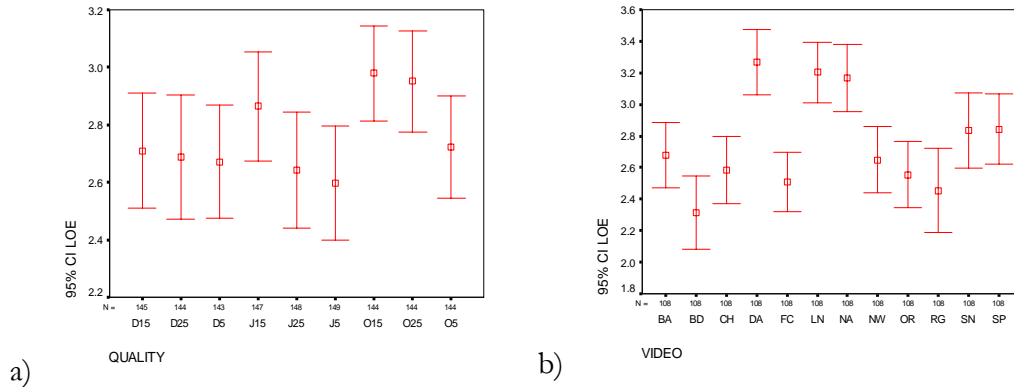 3.2
3.0
2.8
2.6
2.4
2.2
95% CI LOE
N = 145 144 143 147 148 149 144 144 144
D15 D25 D5 J15 J25 J5 O15 O25 O5
QUALITY
a)
3.6
3.4
3.2
3.0
2.8
2.6
2.4
2.2
2.0
1.8
95% CI LOE
N = 108 108 108 108 108 108 108 108 108 108 108 108
BA BD CH DA FC LN NA NW OR RG SN SP
VIDEO
b)